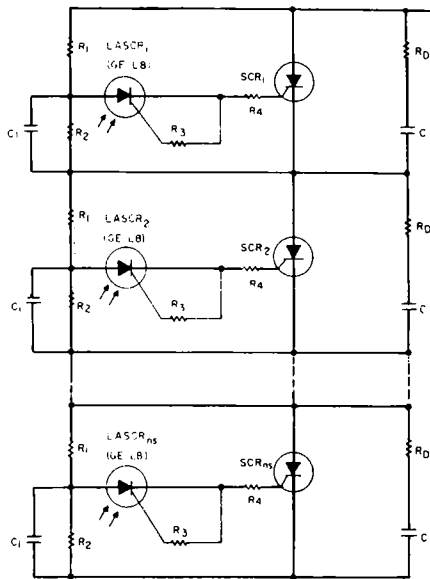 R1
LASCR1
(GE L8)
SCR1
RD
R4
R3
C1
R2
C
R1
LASCR2
(GE L8)
SCR2
RD
R4
R3
C1
R2
C
R1
LASCRns
(GE L8)
SCRns
RD
R4
R3
C1
R2
C